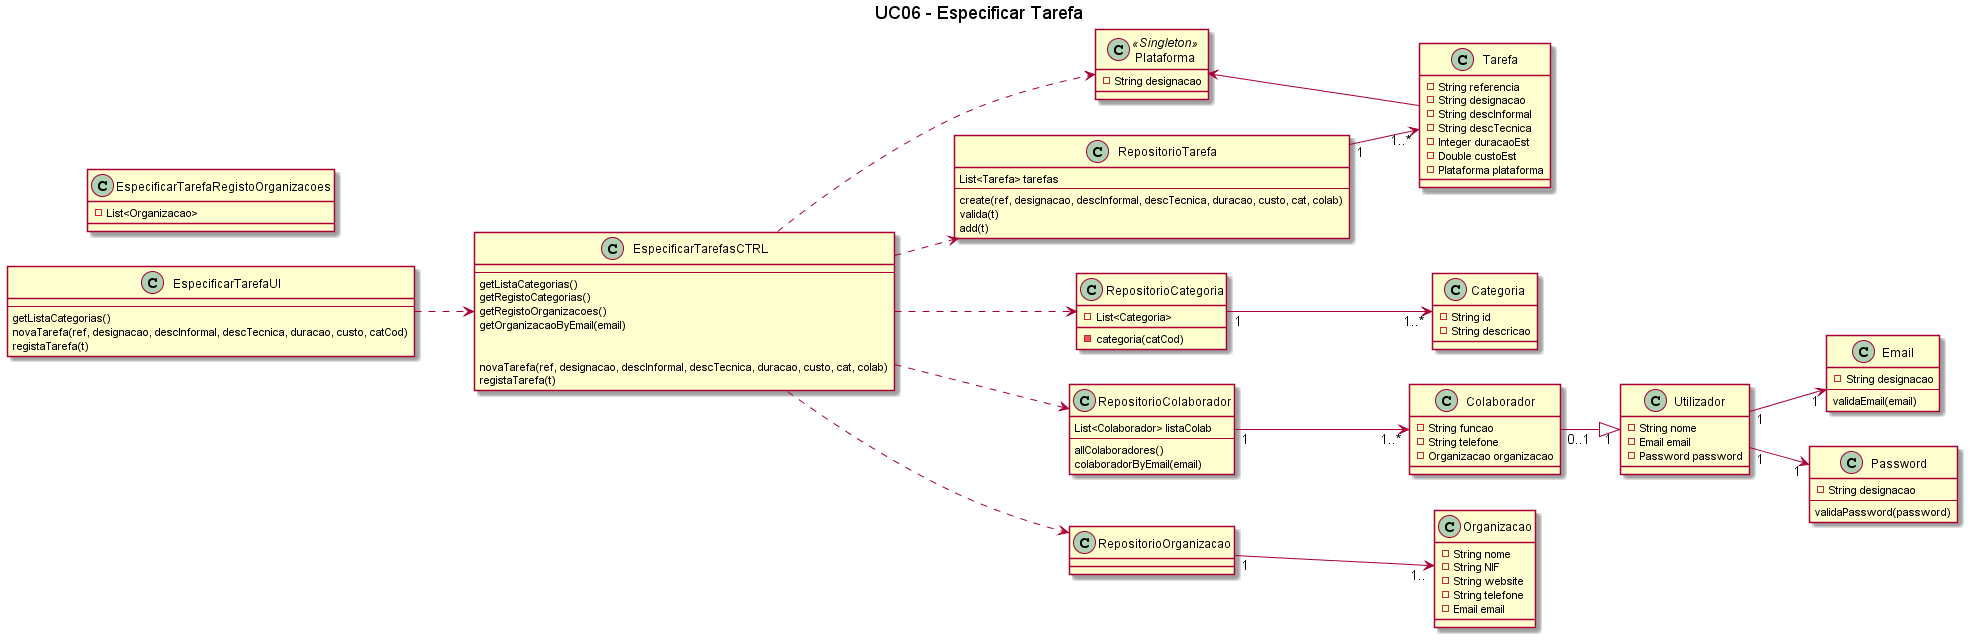 UC06 - Especificar Tarefa
C EspecificarTarefaRegistoOrganizacoes
List<Organizacao>
C EspecificarTarefaUI
getListaCategorias()
novaTarefa(ref, designacao, descInformal, descTecnica, duracao, custo, catCod)
registaTarefa(t)
C EspecificarTarefasCTRL
getListaCategorias()
getRegistoCategorias()
getRegistoOrganizacoes()
getOrganizacaoByEmail(email)
novaTarefa(ref, designacao, descInformal, descTecnica, duracao, custo, cat, colab)
registaTarefa(t)
«Singleton»
C Plataforma
String designacao
C RepositorioTarefa
List<Tarefa> tarefas
create(ref, designacao, descInformal, descTecnica, duracao, custo, cat, colab)
valida(t)
add(t)
1
1..*
C Tarefa
String referencia
String designacao
String descInformal
String descTecnica
Integer duracaoEst
Double custoEst
Plataforma plataforma
C RepositorioCategoria
List<Categoria>
categoria(catCod)
1
1..*
C Categoria
String id
String descricao
C RepositorioColaborador
List<Colaborador> listaColab
allColaboradores()
colaboradorByEmail(email)
1
1..*
C Colaborador
String funcao
String telefone
Organizacao organizacao
0..1
1
C Utilizador
String nome
Email email
Password password
1
1
C Email
String designacao
validaEmail(email)
1
1
C Password
String designacao
validaPassword(password)
C RepositorioOrganizacao
1
1..
C Organizacao
String nome
String NIF
String website
String telefone
Email email